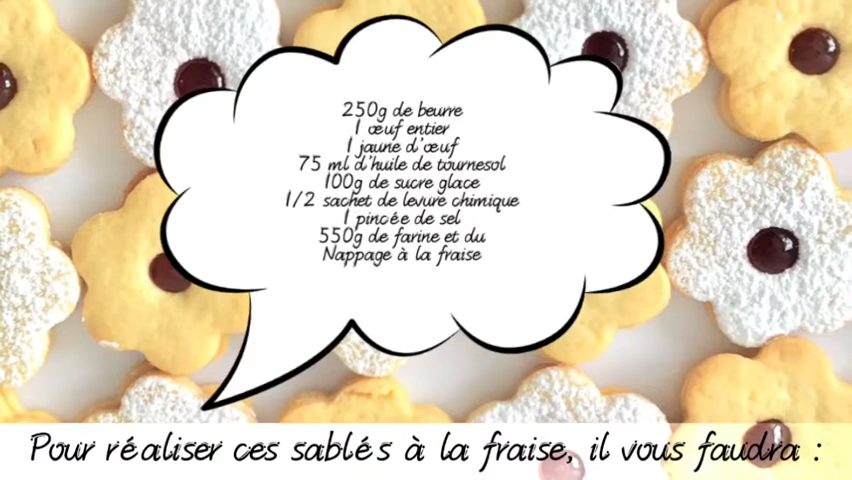 250g de beurre
1 œuf entier
1 jaune d'œuf
75 ml d'huile de tournesol
100g de sucre glace
1/2 sachet de levure chimique
1 pincée de sel
550g de farine et du
Nappage à la fraise
Pour réaliser ces sablés à la fraise, il vous faudra :